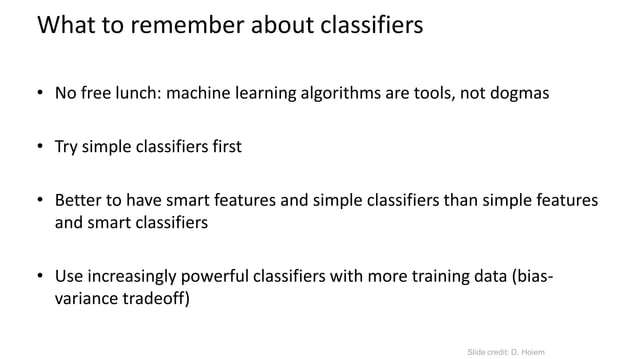 What to remember about classifiers
• No free lunch: machine learning algorithms are tools, not dogmas
• Try simple classifiers first
• Better to have smart features and simple classifiers than simple features
and smart classifiers
• Use increasingly powerful classifiers with more training data (bias-
variance tradeoff)
Slide credit: D. Hoiem